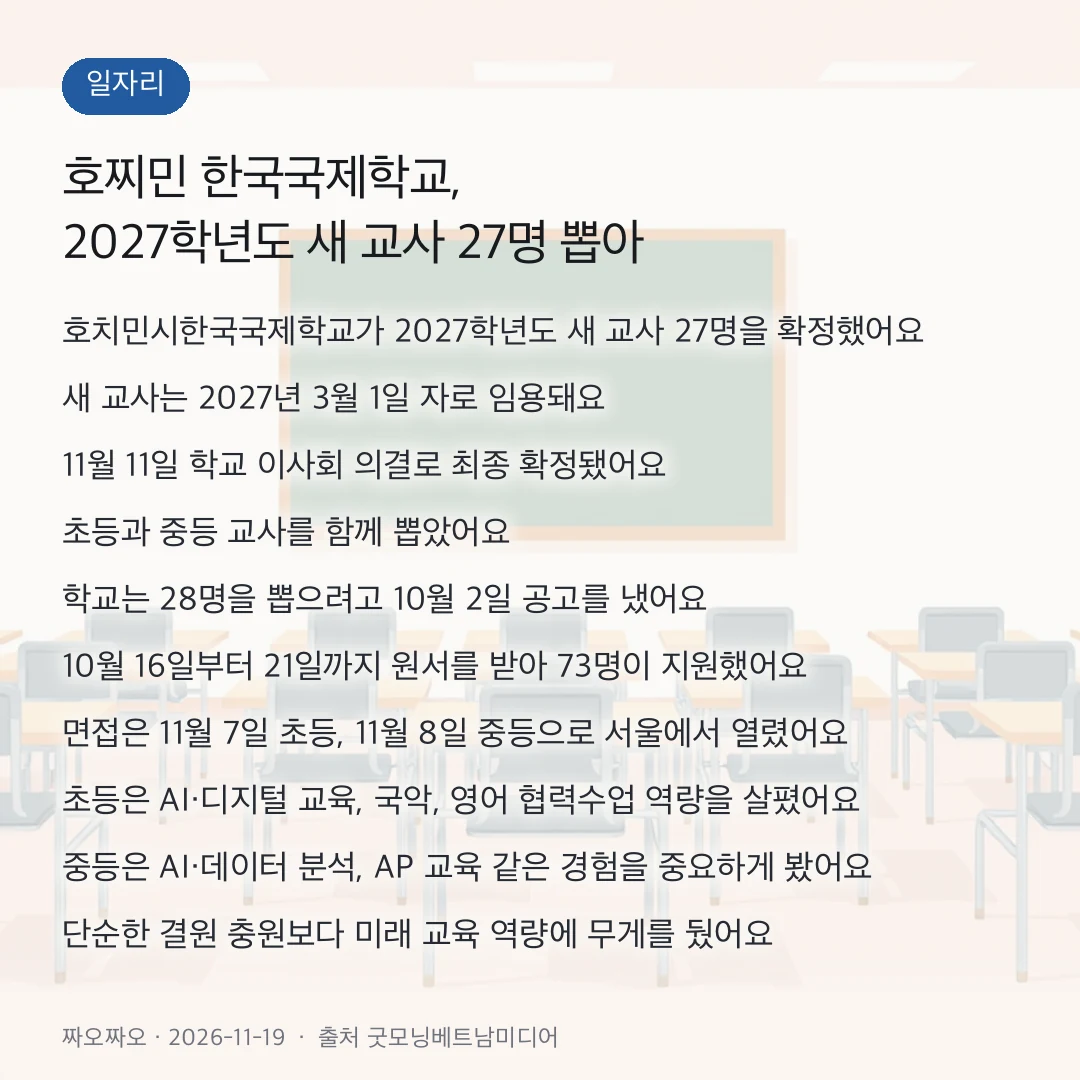 일자리
호찌민 한국국제학교,
2027학년도 새 교사 27명 뽑아
호치민시한국국제학교가 2027학년도 새 교사 27명을 확정했어요
새 교사는 2027년 3월 1일 자로 임용돼요
11월 11일 학교 이사회 의결로 최종 확정됐어요
초등과 중등 교사를 함께 뽑았어요
학교는 28명을 뽑으려고 10월 2일 공고를 냈어요
10월 16일부터 21일까지 원서를 받아 73명이 지원했어요
면접은 11월 7일 초등, 11월 8일 중등으로 서울에서 열렸어요
초등은 AI·디지털 교육, 국악, 영어 협력수업 역량을 살폈어요
중등은 AI·데이터 분석, AP 교육 같은 경험을 중요하게 봤어요
단순한 결원 충원보다 미래 교육 역량에 무게를 뒀어요
짜오짜오 · 2026-11-19 · 출처 굿모닝베트남미디어